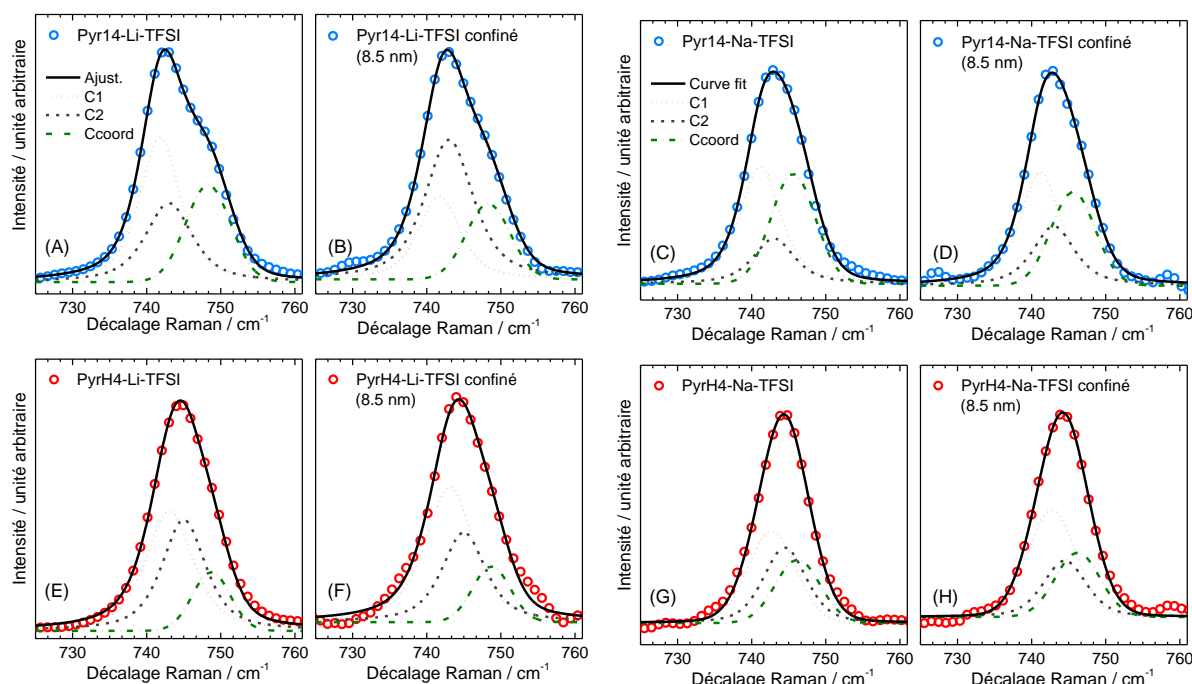 Pyr14-Li-TFSI
Ajust.
C1
C2
Ccoord
(A)
Pyr14-Li-TFSI confiné
(8.5 nm)
(B)
Intensité / unité arbitraire
730 740 750 760
730 740 750 760
Décalage Raman / cm-1
Décalage Raman / cm-1
Pyr14-Na-TFSI
Curve fit
C1
C2
Ccoord
(C)
Pyr14-Na-TFSI confiné
(8.5 nm)
(D)
Intensité / unité arbitraire
730 740 750 760
730 740 750 760
Décalage Raman / cm-1
Décalage Raman / cm-1
PyrH4-Li-TFSI
(E)
PyrH4-Li-TFSI confiné
(8.5 nm)
(F)
Intensité / unité arbitraire
730 740 750 760
730 740 750 760
Décalage Raman / cm-1
Décalage Raman / cm-1
PyrH4-Na-TFSI
(G)
PyrH4-Na-TFSI confiné
(8.5 nm)
(H)
Intensité / unité arbitraire
730 740 750 760
730 740 750 760
Décalage Raman / cm-1
Décalage Raman / cm-1